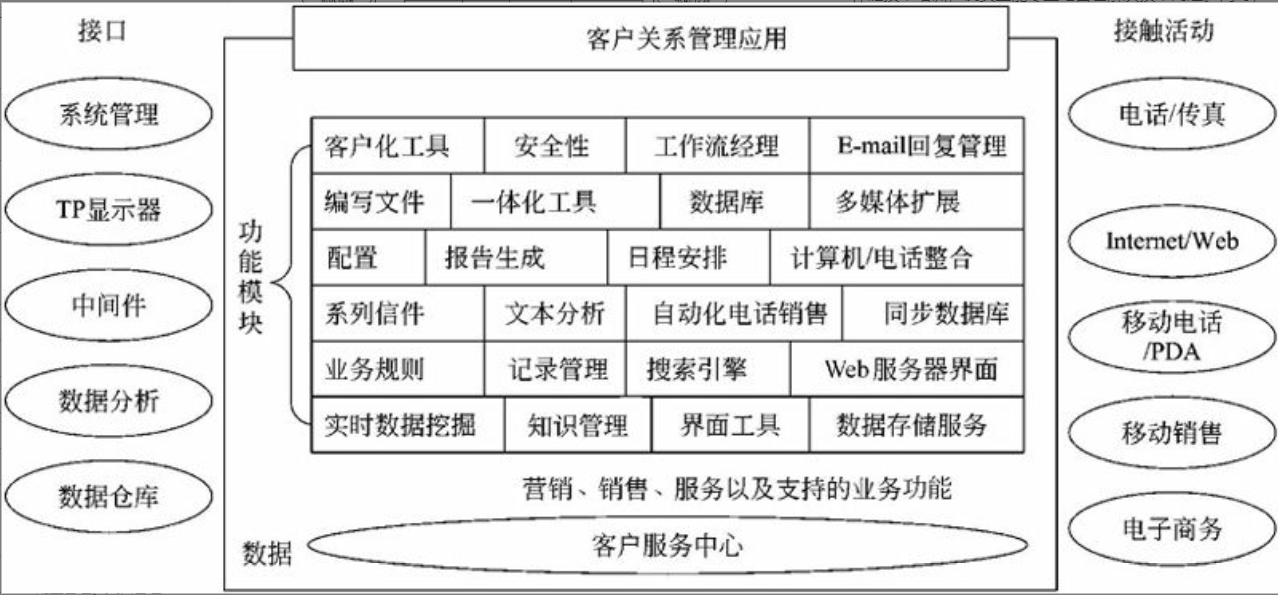 接口
客户关系管理应用
接触活动
系统管理
TP显示器
中间件
数据分析
数据仓库
功能模块
客户化工具 安全性 工作流经理 E-mail回复管理
编写文件 一体化工具 数据库 多媒体扩展
配置 报告生成 日程安排 计算机/电话整合
系列信件 文本分析 自动化电话销售 同步数据库
业务规则 记录管理 搜索引擎 Web服务器界面
实时数据挖掘 知识管理 界面工具 数据存储服务
营销、销售、服务以及支持的业务功能
数据
客户服务中心
电话/传真
Internet/Web
移动电话
/PDA
移动销售
电子商务